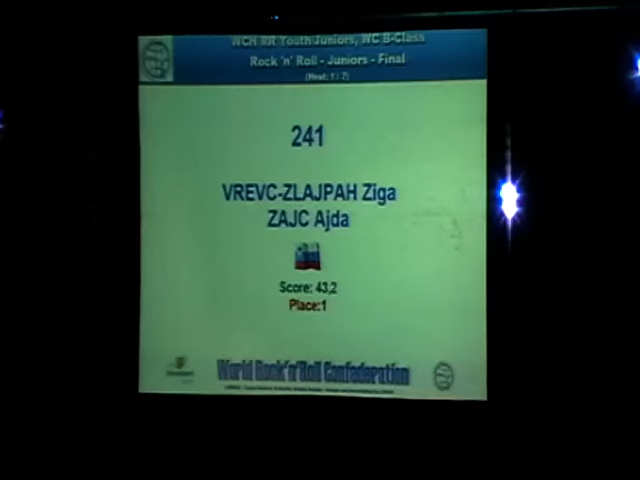 WCH RR Youth Juniors, WC B-Class
Rock 'n' Roll - Juniors - Final
(Heat: 1 / 7)
241
VREVC-ZLAJPAH Ziga
ZAJC Ajda
Score: 43,2
Place:1
World Rock'n'Roll Confederation